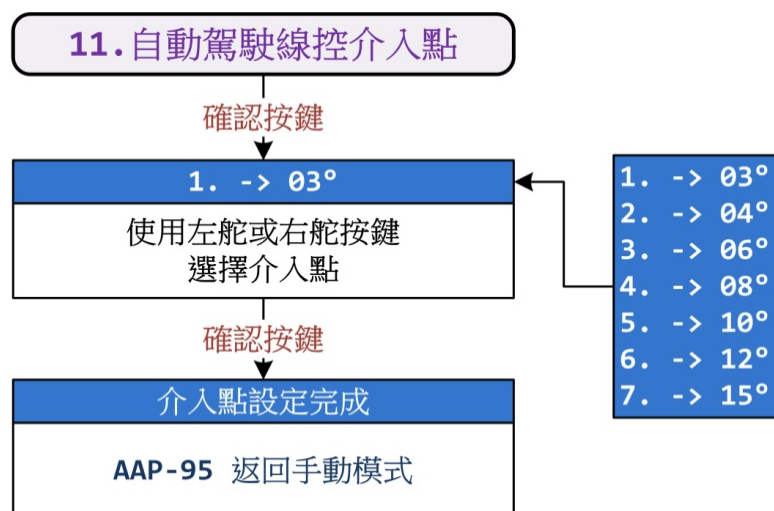 11.自動駕駛線控介入點
確認按鍵
1. -> 03°
使用左舵或右舵按鍵
選擇介入點
1. -> 03°
2. -> 04°
3. -> 06°
4. -> 08°
5. -> 10°
6. -> 12°
7. -> 15°
確認按鍵
介入點設定完成
AAP-95 返回手動模式